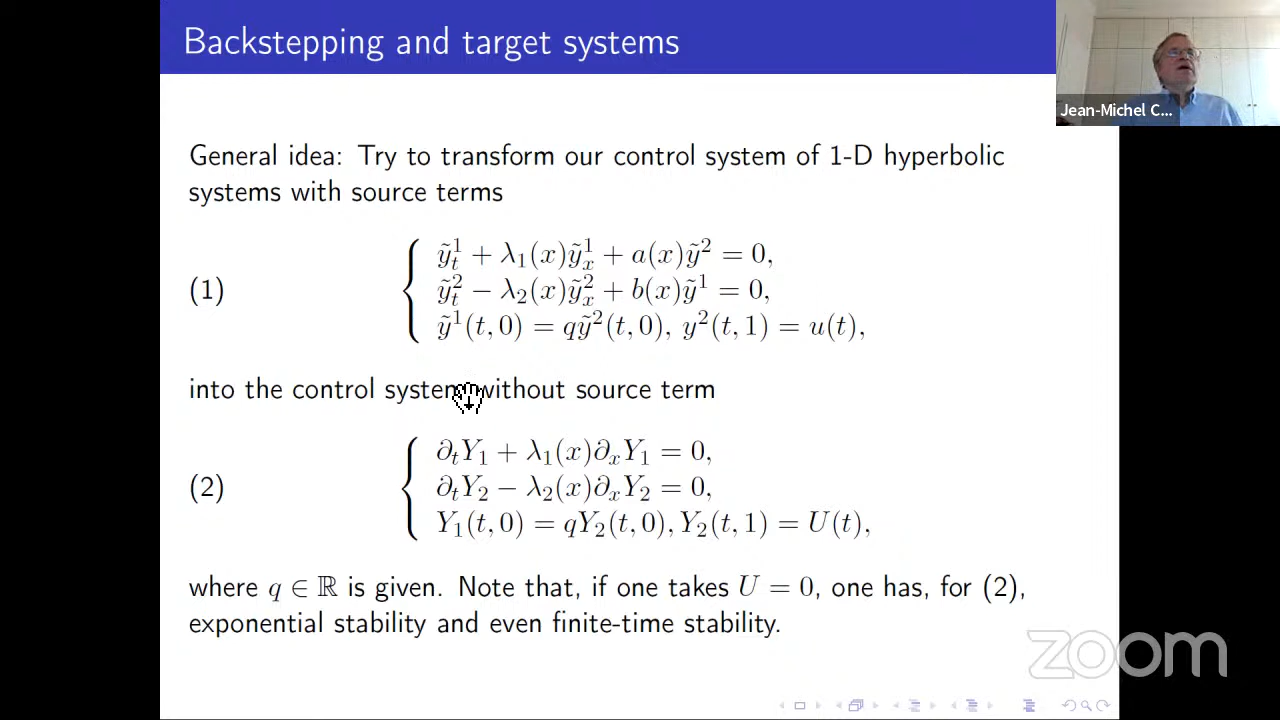 Backstepping and target systems
Jean-Michel C...
General idea: Try to transform our control system of 1-D hyperbolic
systems with source terms
(1)
ỹ¹ₜ + λ₁(x)ỹ¹ₓ + a(x)ỹ² = 0,
ỹ²ₜ − λ₂(x)ỹ²ₓ + b(x)ỹ¹ = 0,
ỹ¹(t, 0) = qỹ²(t, 0), y²(t, 1) = u(t),
into the control system without source term
(2)
∂ₜY₁ + λ₁(x)∂ₓY₁ = 0,
∂ₜY₂ − λ₂(x)∂ₓY₂ = 0,
Y₁(t, 0) = qY₂(t, 0), Y₂(t, 1) = U(t),
where q ∈ ℝ is given. Note that, if one takes U = 0, one has, for (2),
exponential stability and even finite-time stability.
zoom